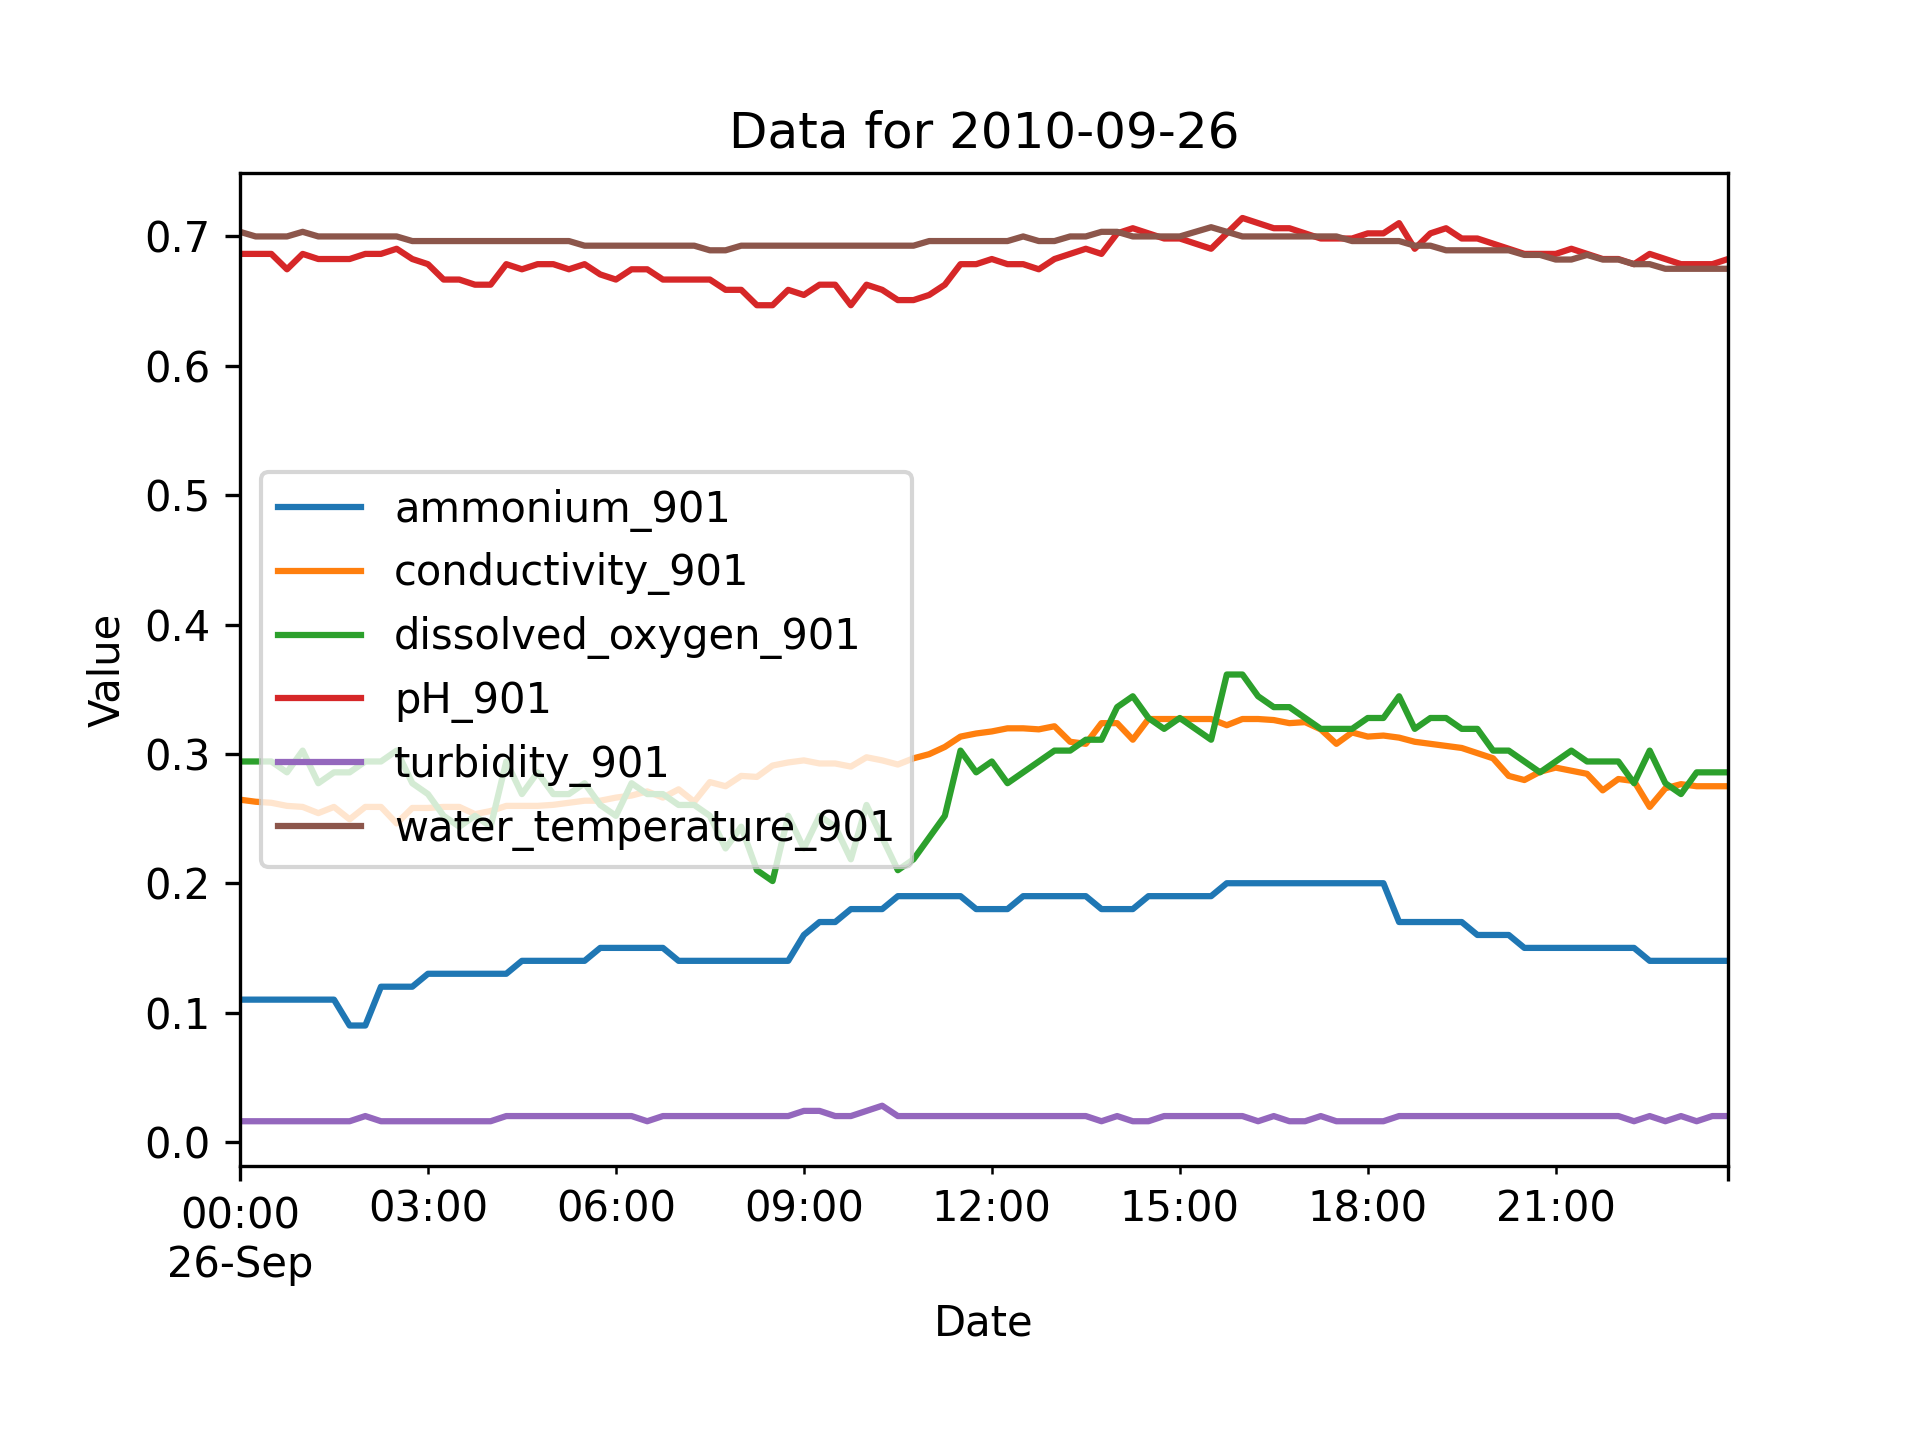 Data for 2010-09-26
Value
0.7
0.6
0.5
0.4
0.3
0.2
0.1
0.0
ammonium_901
conductivity_901
dissolved_oxygen_901
pH_901
turbidity_901
water_temperature_901
00:00 03:00 06:00 09:00 12:00 15:00 18:00 21:00
26-Sep
Date